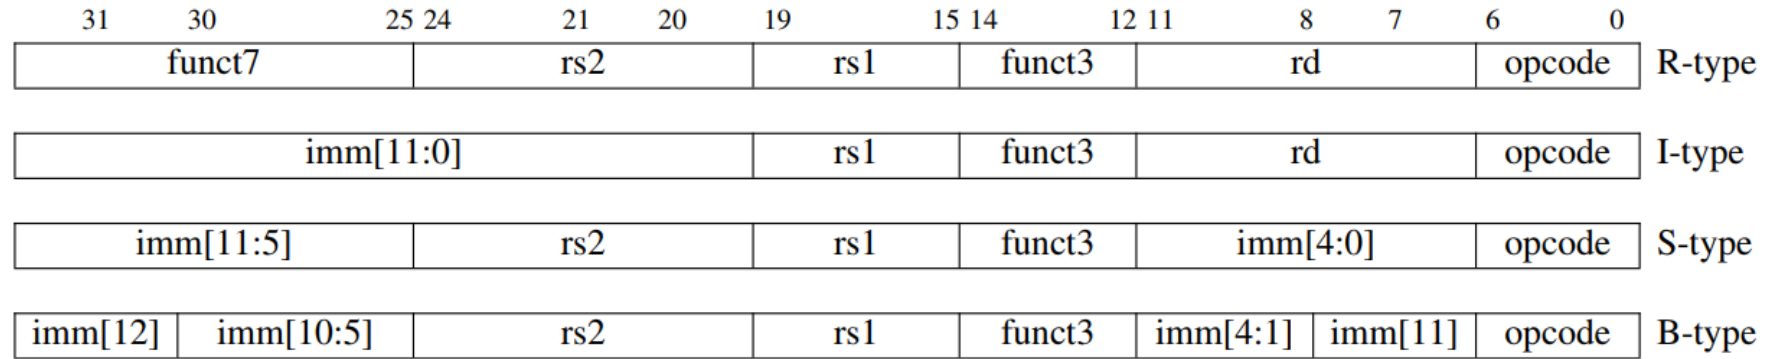 31 30 25 24 21 20 19 15 14 12 11 8 7 6 0
funct7 rs2 rs1 funct3 rd opcode R-type
imm[11:0] rs1 funct3 rd opcode I-type
imm[11:5] rs2 rs1 funct3 imm[4:0] opcode S-type
imm[12] imm[10:5] rs2 rs1 funct3 imm[4:1] imm[11] opcode B-type